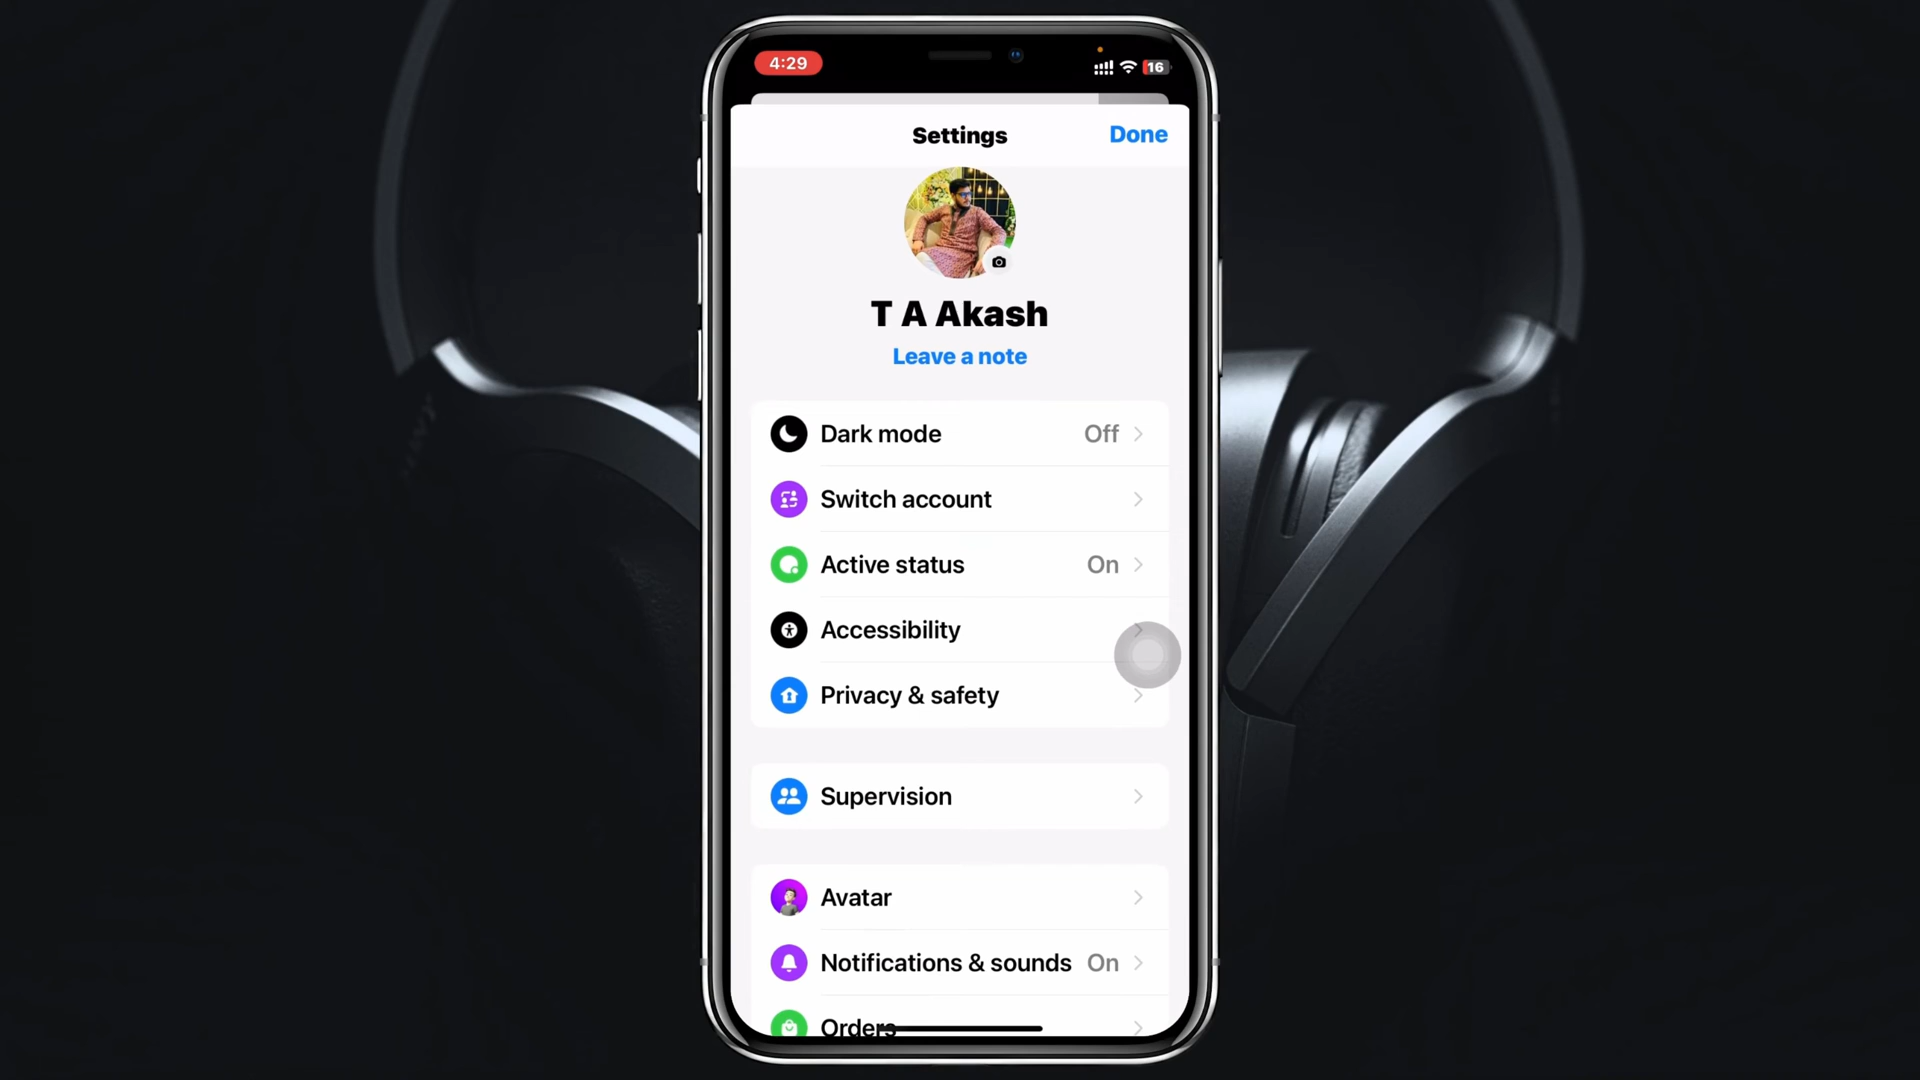 4:29
16
Settings
Done
T A Akash
Leave a note
Dark mode Off
Switch account
Active status On
Accessibility
Privacy & safety
Supervision
Avatar
Notifications & sounds On
Orders